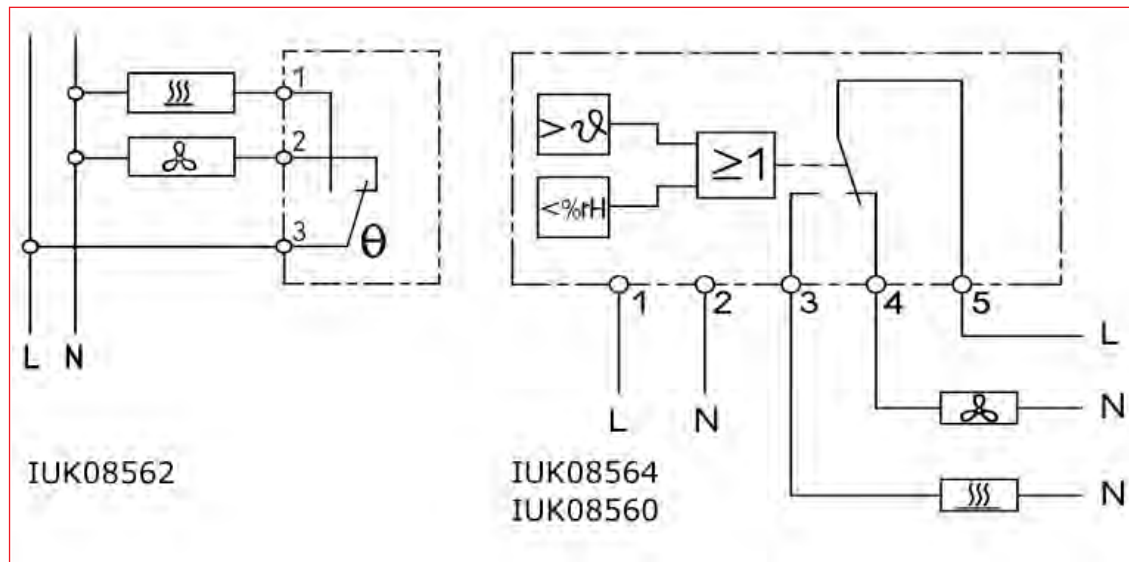 1
2
3
θ
L N
IUK08562
>ϑ
<%rH
≥1
1 2 3 4 5
L
L N
N
N
IUK08564
IUK08560